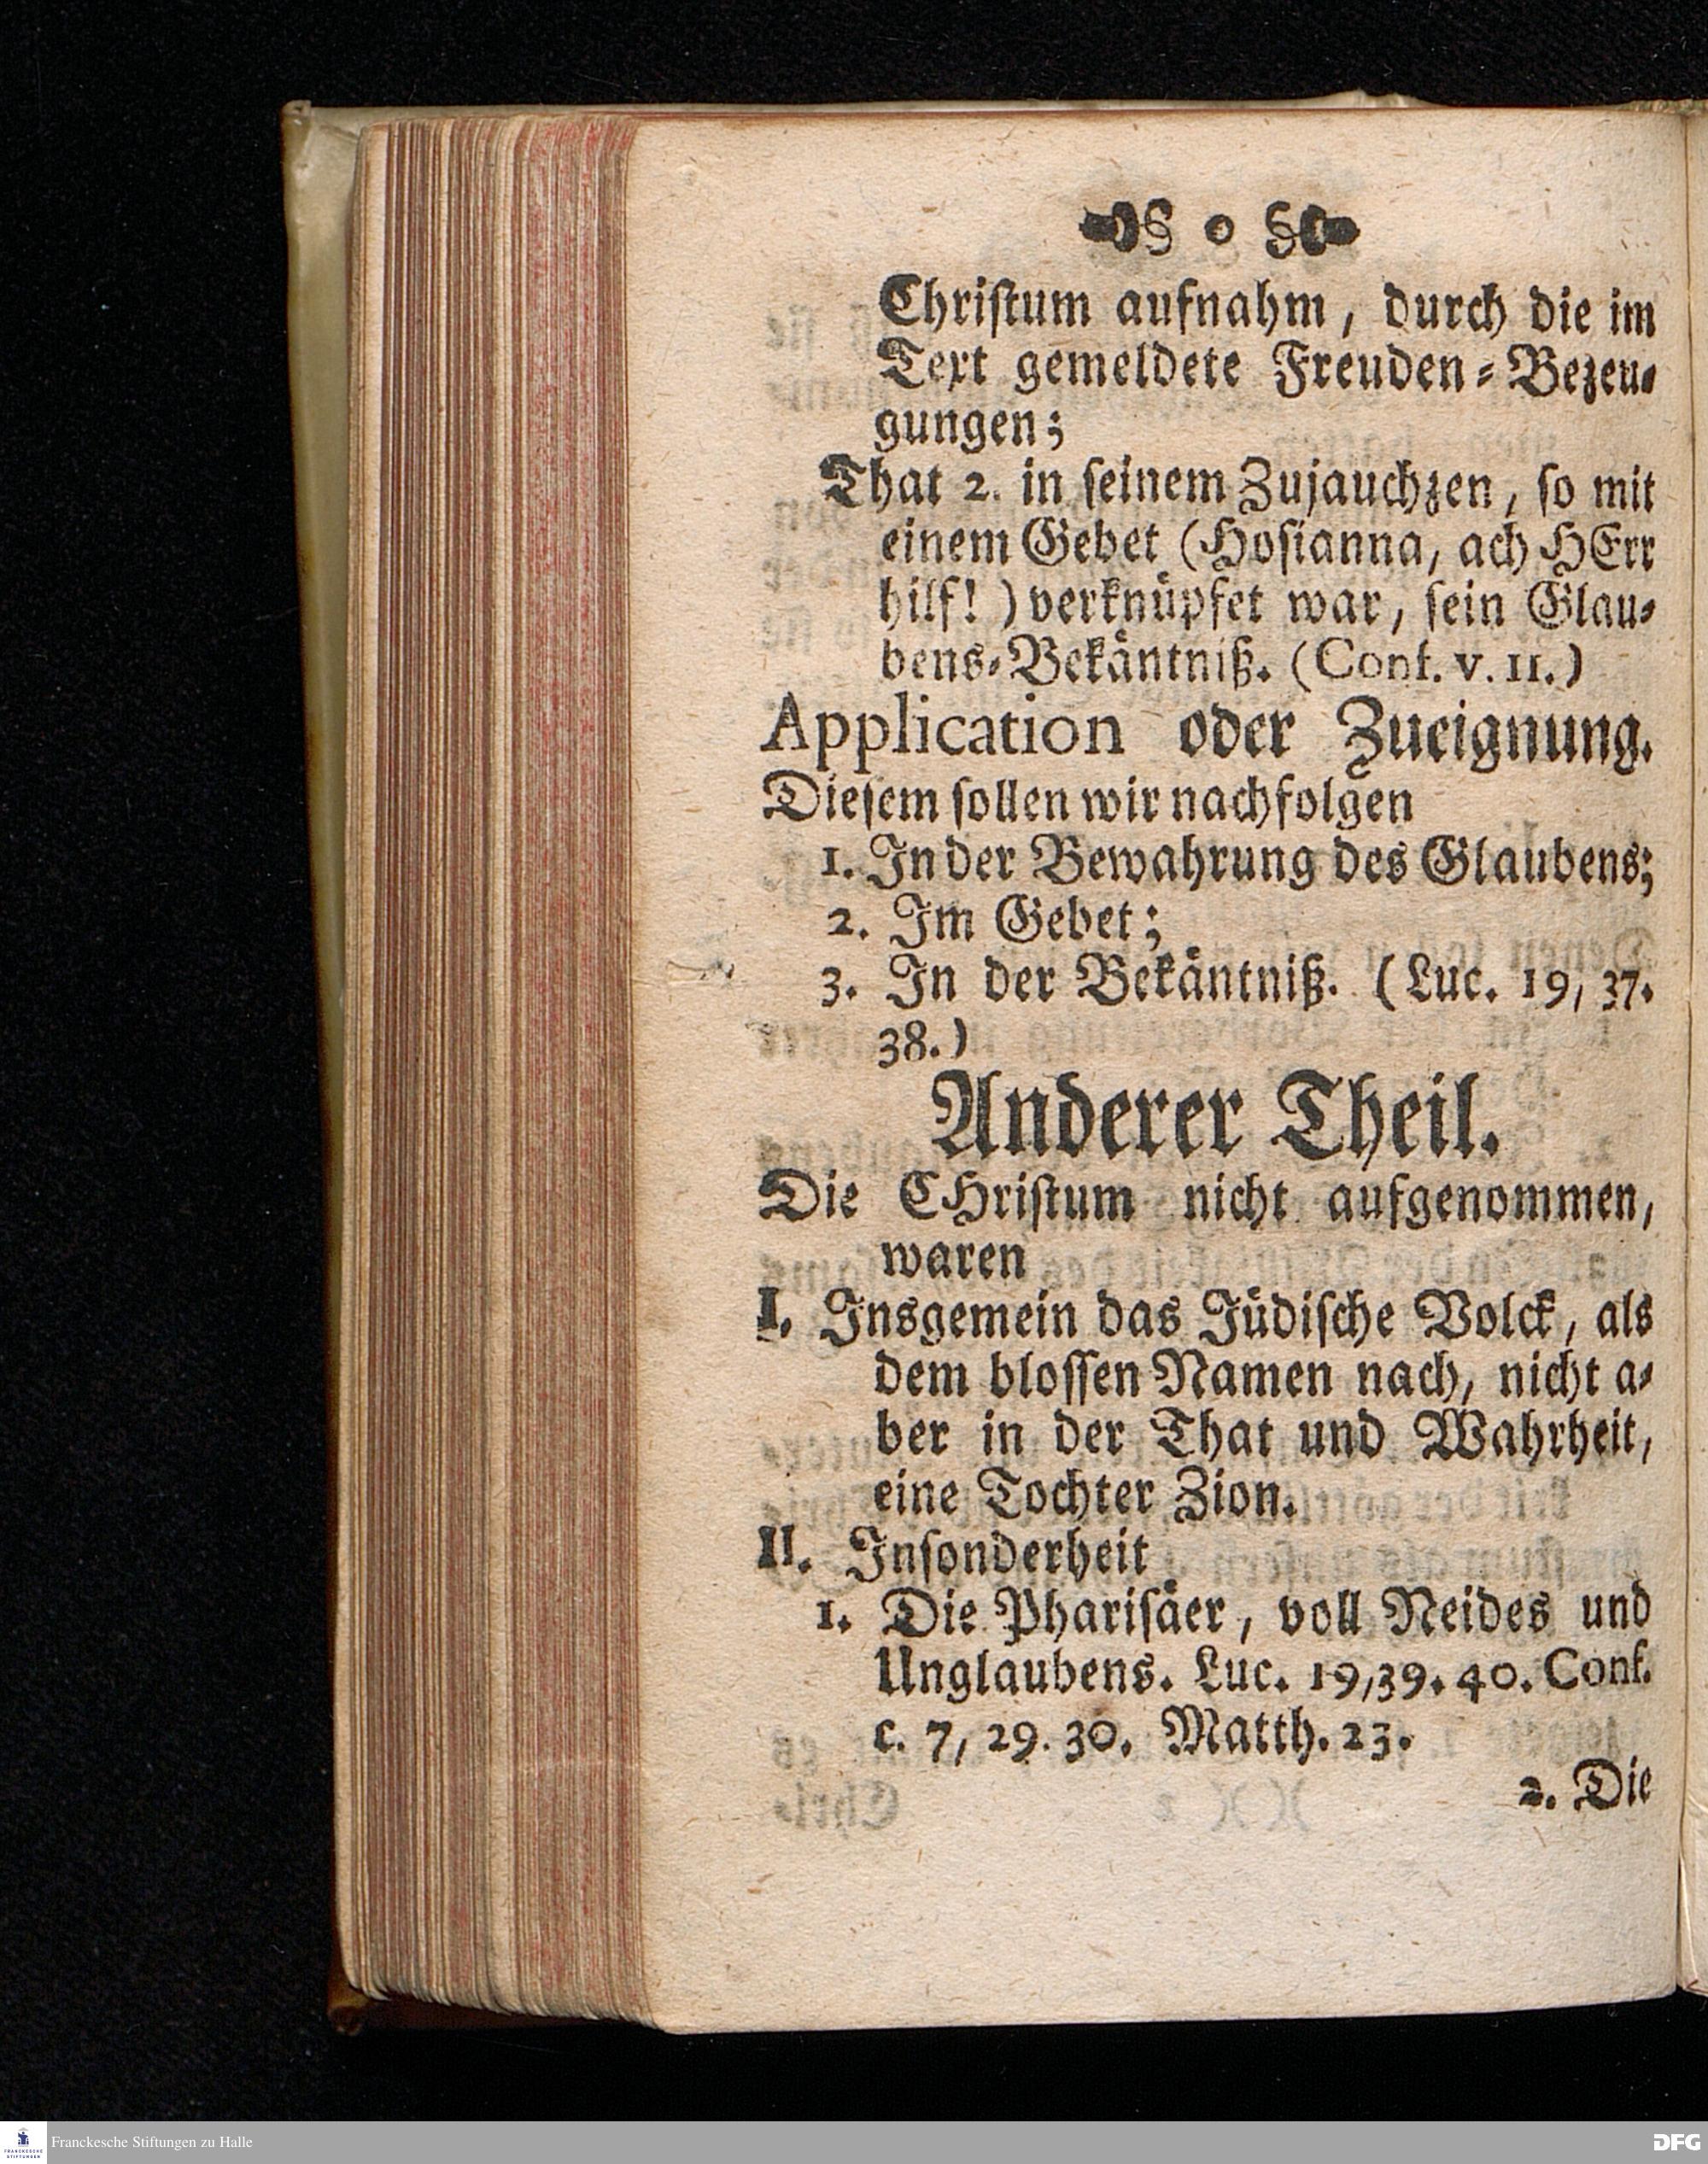 § o §
Christum aufnahm, durch die im
Text gemeldete Freuden-Bezeu-
gungen;
That 2. in seinem Zujauchzen, so mit
einem Gebet (Hosianna, ach HErr
hilf!) verknüpfet war, sein Glau-
bens-Bekäntniß. (Conf. v. 11.)
Application oder Zueignung.
Diesem sollen wir nachfolgen
1. In der Bewahrung des Glaubens;
2. Im Gebet;
3. In der Bekäntniß. (Luc. 19, 37.
38.)
Anderer Theil.
Die CHristum nicht aufgenommen,
waren
I. Insgemein das Jüdische Volck, als
dem blossen Namen nach, nicht a-
ber in der That und Wahrheit,
eine Tochter Zion.
II. Insonderheit
1. Die Pharisäer, voll Neides und
Unglaubens. Luc. 19,39. 40. Conf.
c. 7, 29. 30. Matth. 23.
2. Die
FRANCKESCHE
STIFTUNGEN
Franckesche Stiftungen zu Halle
DFG